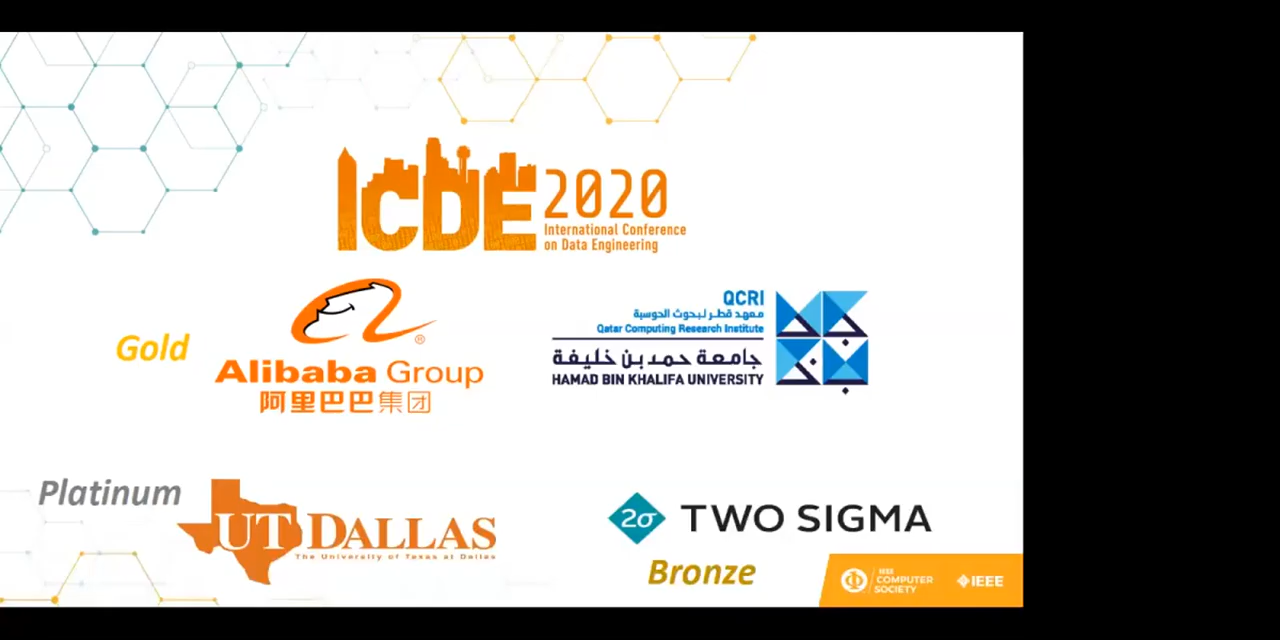 ICDE 2020
International Conference
on Data Engineering
Gold
Alibaba Group
阿里巴巴集团
QCRI
معهد قطر لبحوث الحوسبة
Qatar Computing Research Institute
جامعة حمد بن خليفة
HAMAD BIN KHALIFA UNIVERSITY
Platinum
UT DALLAS
The University of Texas at Dallas
2σ TWO SIGMA
Bronze
IEEE
COMPUTER
SOCIETY
IEEE